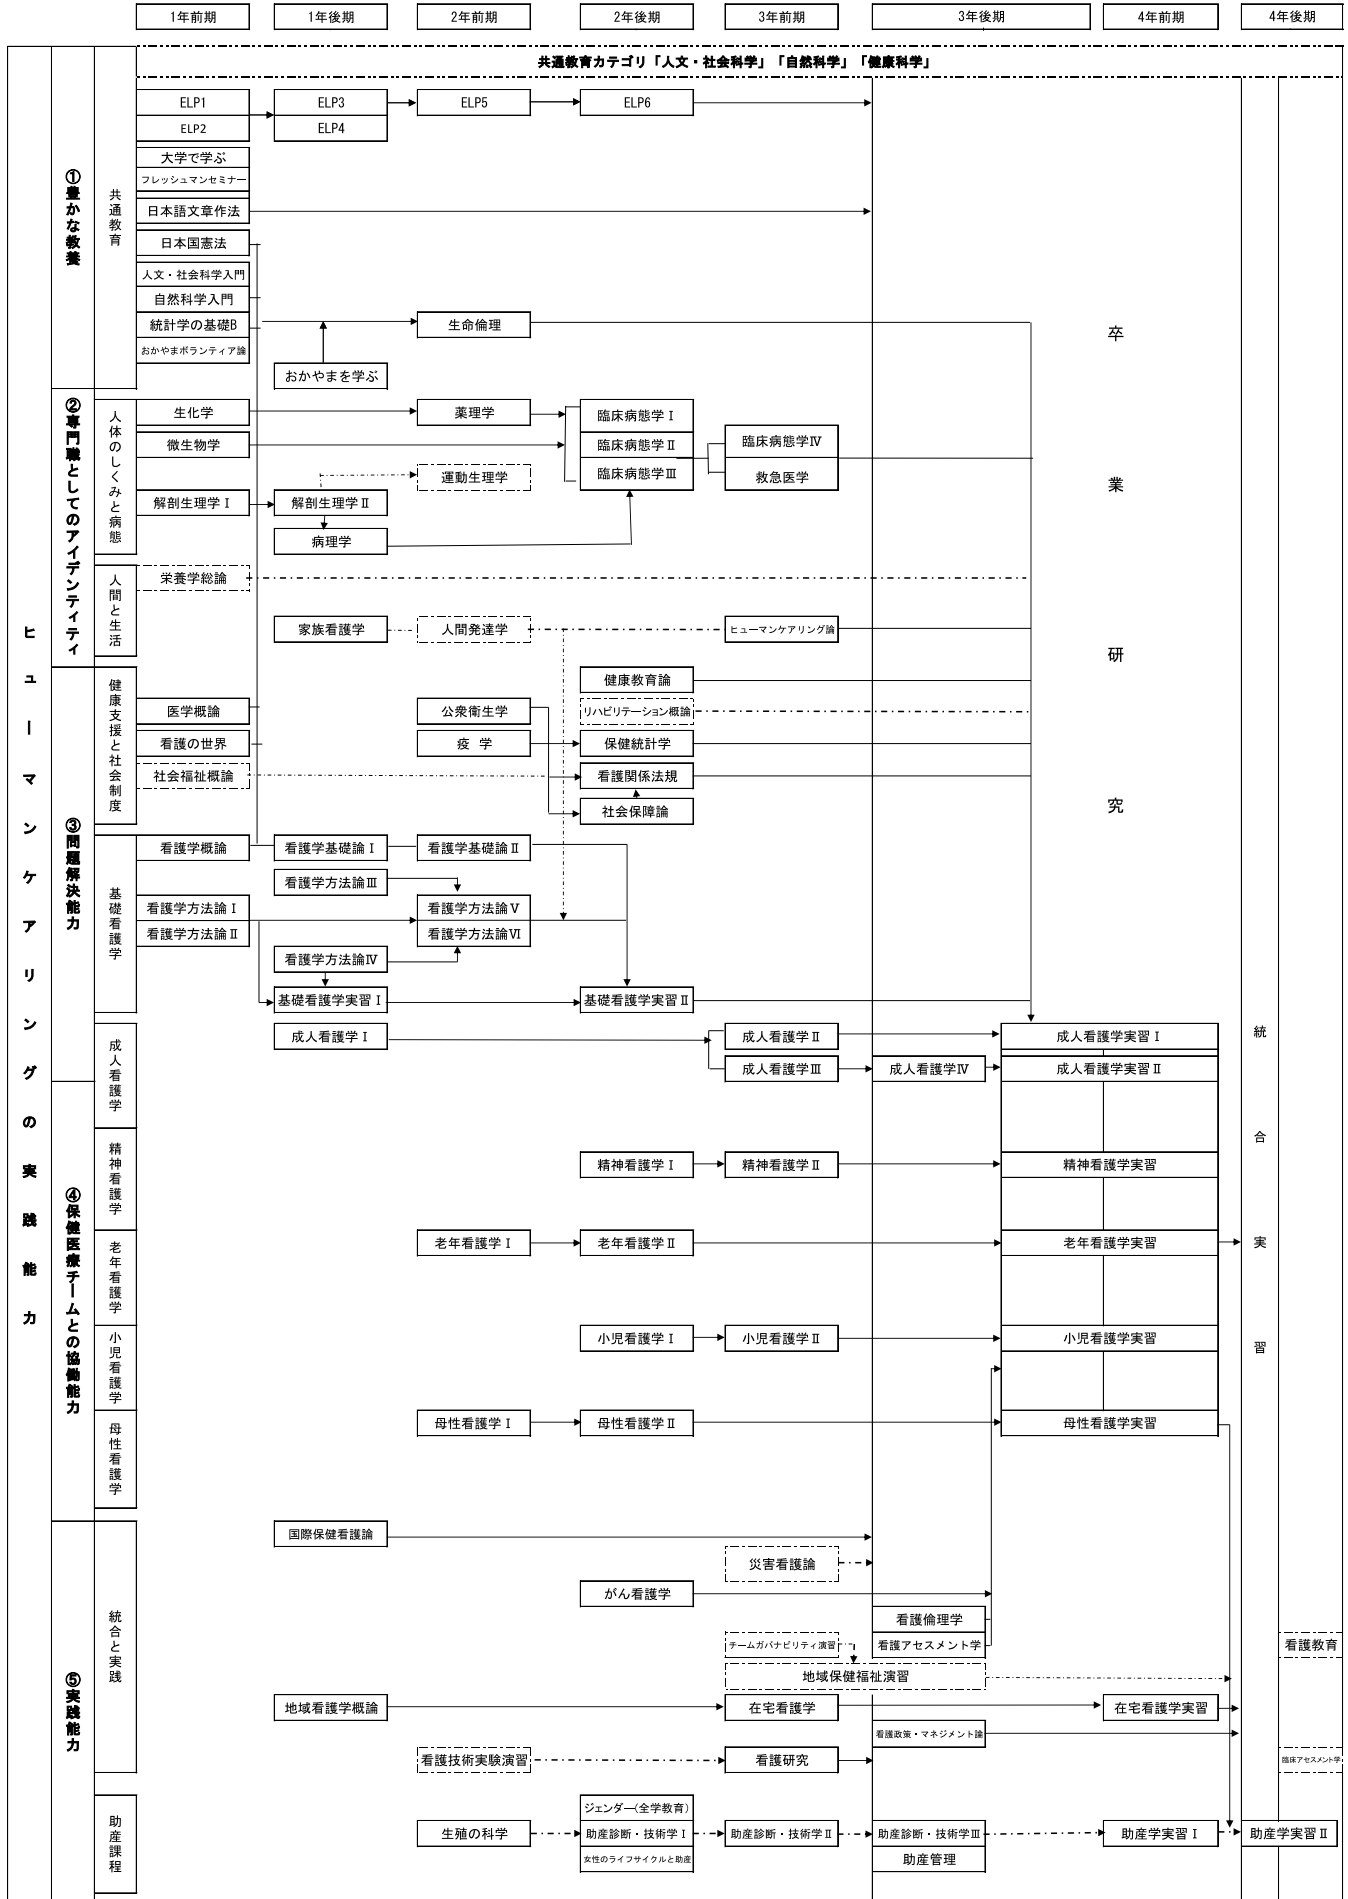 1年前期
1年後期
2年前期
2年後期
3年前期
3年後期
4年前期
4年後期
共通教育カテゴリ「人文・社会科学」「自然科学」「健康科学」
ヒューマンケアリングの実践能力
①豊かな教養
共通教育
ELP1
ELP3
ELP5
ELP6
ELP2
ELP4
大学で学ぶ
フレッシュマンセミナー
日本語文章作法
日本国憲法
人文・社会科学入門
自然科学入門
統計学の基礎B
生命倫理
おかやまボランティア論
おかやまを学ぶ
卒業研究
②専門職としてのアイデンティティ
人体のしくみと病態
生化学
薬理学
臨床病態学Ⅰ
微生物学
臨床病態学Ⅱ
臨床病態学Ⅳ
運動生理学
臨床病態学Ⅲ
救急医学
解剖生理学Ⅰ
解剖生理学Ⅱ
病理学
人間と生活
栄養学総論
家族看護学
人間発達学
ヒューマンケアリング論
③問題解決能力
健康支援と社会制度
健康教育論
医学概論
公衆衛生学
リハビリテーション概論
看護の世界
疫 学
保健統計学
社会福祉概論
看護関係法規
社会保障論
基礎看護学
看護学概論
看護学基礎論Ⅰ
看護学基礎論Ⅱ
看護学方法論Ⅲ
看護学方法論Ⅰ
看護学方法論Ⅴ
看護学方法論Ⅱ
看護学方法論Ⅵ
看護学方法論Ⅳ
基礎看護学実習Ⅰ
基礎看護学実習Ⅱ
成人看護学
成人看護学Ⅰ
成人看護学Ⅱ
成人看護学実習Ⅰ
成人看護学Ⅲ
成人看護学Ⅳ
成人看護学実習Ⅱ
統合実習
④保健医療チームとの協働能力
精神看護学
精神看護学Ⅰ
精神看護学Ⅱ
精神看護学実習
老年看護学
老年看護学Ⅰ
老年看護学Ⅱ
老年看護学実習
小児看護学
小児看護学Ⅰ
小児看護学Ⅱ
小児看護学実習
母性看護学
母性看護学Ⅰ
母性看護学Ⅱ
母性看護学実習
⑤実践能力
統合と実践
国際保健看護論
災害看護論
がん看護学
看護倫理学
チームガバナビリティ演習
看護アセスメント学
看護教育
地域保健福祉演習
地域看護学概論
在宅看護学
在宅看護学実習
看護政策・マネジメント論
看護技術実験演習
看護研究
臨床アセスメント学
助産課程
ジェンダー(全学教育)
生殖の科学
助産診断・技術学Ⅰ
助産診断・技術学Ⅱ
助産診断・技術学Ⅲ
助産学実習Ⅰ
助産学実習Ⅱ
女性のライフサイクルと助産
助産管理